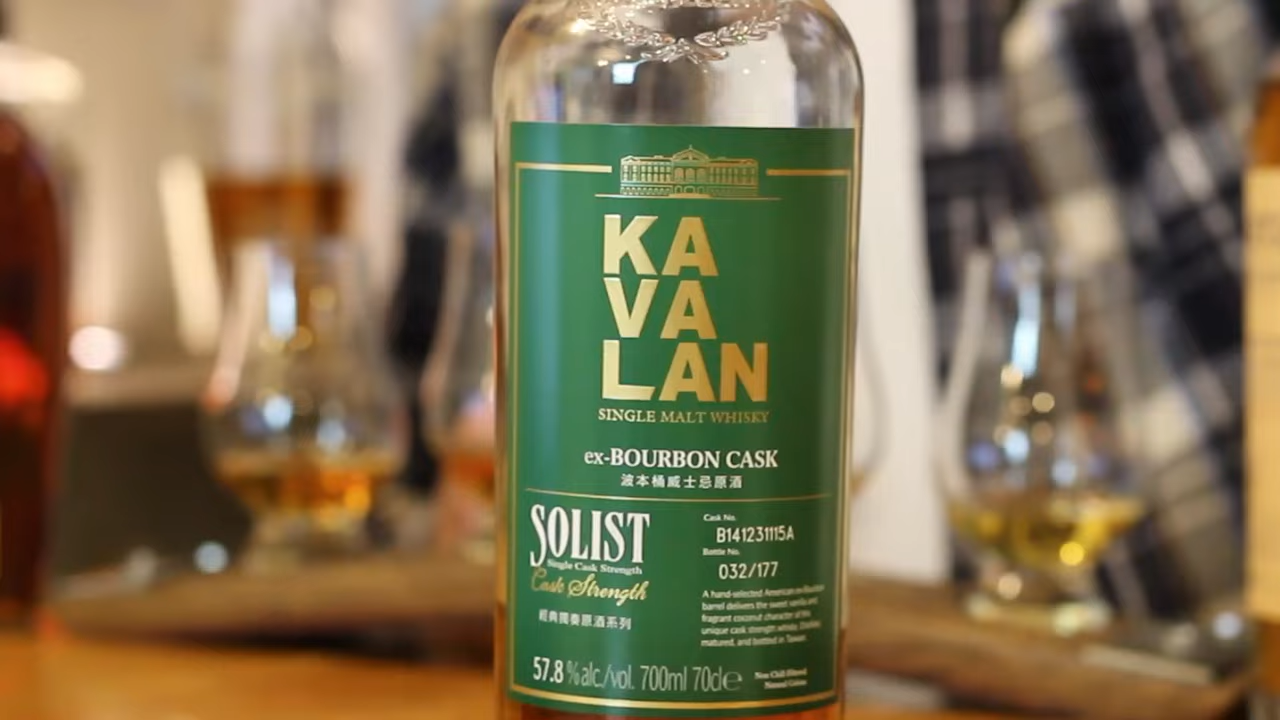 KA
VA
LAN
SINGLE MALT WHISKY
ex-BOURBON CASK
波本桶威士忌原酒
SOLIST
Single Cask Strength
Cask Strength
經典獨奏原酒系列
Cask No.
B141231115A
Bottle No.
032/177
A hand-selected American ex-Bourbon
barrel delivers the sweet vanilla and
fragrant coconut character of this
unique cask strength whisky. Distilled,
matured, and bottled in Taiwan.
57.8%alc./vol. 700ml 70cl℮
Non Chill-Filtered
Natural Colour